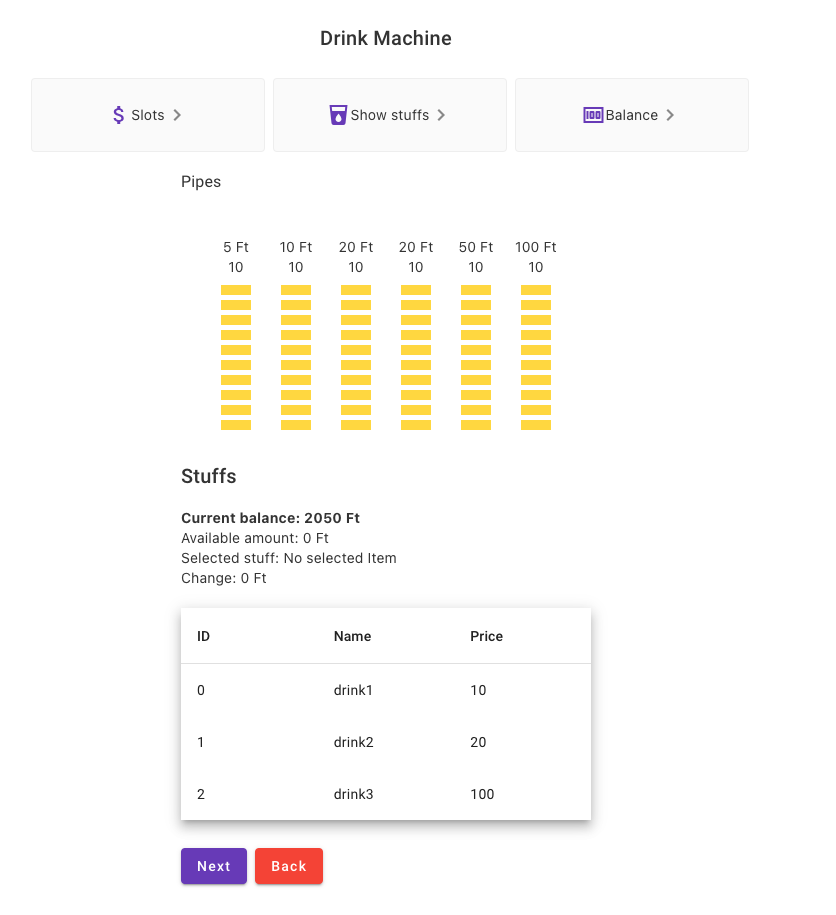 Drink Machine
Slots
Show stuffs
Balance
Pipes
5 Ft 10 Ft 20 Ft 20 Ft 50 Ft 100 Ft
10 10 10 10 10 10
Stuffs
Current balance: 2050 Ft
Available amount: 0 Ft
Selected stuff: No selected Item
Change: 0 Ft
ID Name Price
0 drink1 10
1 drink2 20
2 drink3 100
Next Back